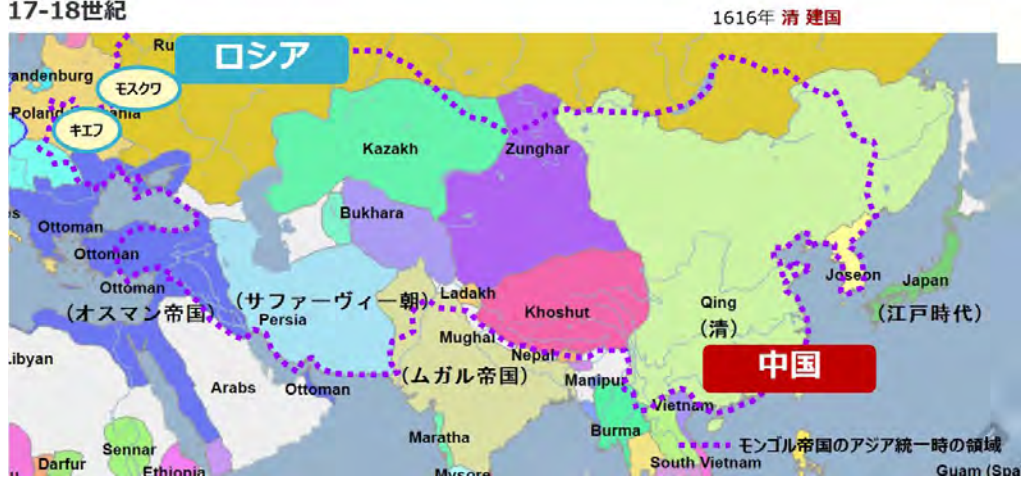 17-18世紀
1616年 清 建国
Ru
ロシア
andenburg
モスクワ
Poland
ania
キエフ
Kazakh
Zunghar
Bukhara
Ottoman
Ottoman
Ottoman
(オスマン帝国)
(サファーヴィー朝)
Persia
Ladakh
Khoshut
Mughal
Nepal
(ムガル帝国)
Qing
(清)
中国
Joseon
Japan
(江戸時代)
Libyan
Arabs
Ottoman
Manipur
Vietnam
Maratha
Burma
モンゴル帝国のアジア統一時の領域
Sennar
Darfur
Ethiopia
Mysore
South Vietnam
Guam (Spa